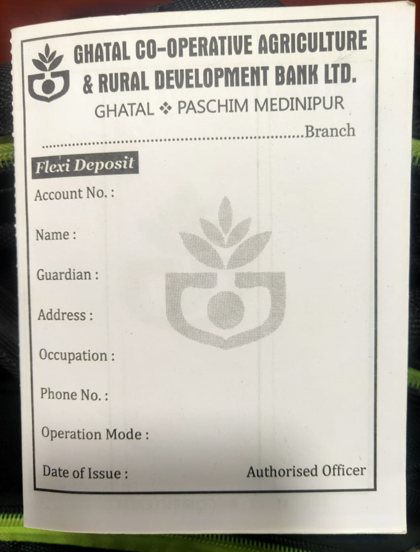 GHATAL CO-OPERATIVE AGRICULTURE
& RURAL DEVELOPMENT BANK LTD.
GHATAL ❖ PASCHIM MEDINIPUR
..........................................................Branch
Flexi Deposit
Account No. :
Name :
Guardian :
Address :
Occupation :
Phone No. :
Operation Mode :
Date of Issue : Authorised Officer